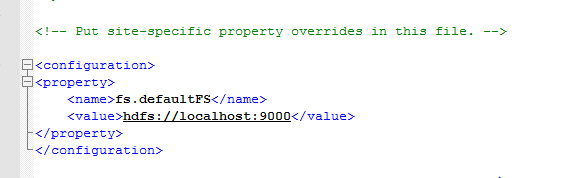 <!-- Put site-specific property overrides in this file. -->
<configuration>
<property>
<name>fs.defaultFS</name>
<value>hdfs://localhost:9000</value>
</property>
</configuration>